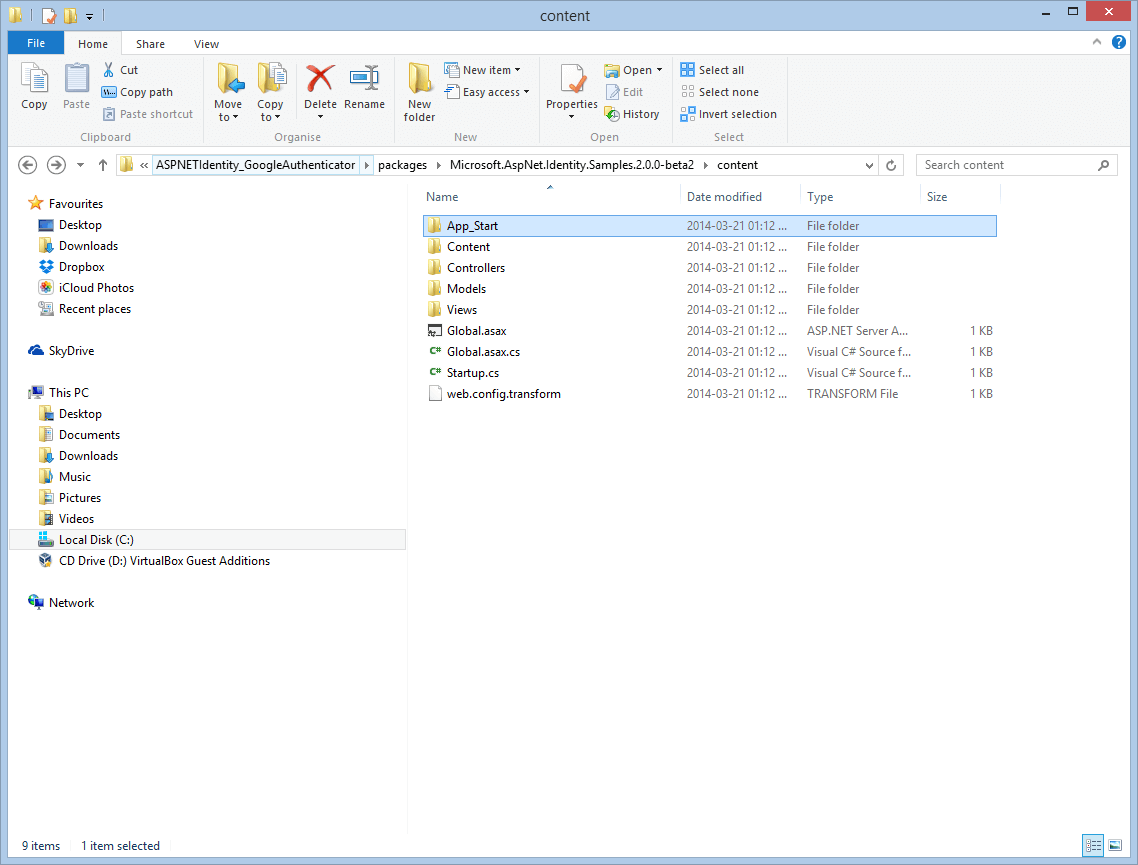 content
File Home Share View
Copy Paste Cut Copy path Paste shortcut
Clipboard
Move to Copy to Delete Rename
Organise
New folder New item Easy access
New
Properties Open Edit History
Open
Select all Select none Invert selection
Select
« ASPNETIdentity_GoogleAuthenticator packages Microsoft.AspNet.Identity.Samples.2.0.0-beta2 content
Search content
Favourites
Desktop
Downloads
Dropbox
iCloud Photos
Recent places
SkyDrive
This PC
Desktop
Documents
Downloads
Music
Pictures
Videos
Local Disk (C:)
CD Drive (D:) VirtualBox Guest Additions
Network
Name Date modified Type Size
App_Start 2014-03-21 01:12 ... File folder
Content 2014-03-21 01:12 ... File folder
Controllers 2014-03-21 01:12 ... File folder
Models 2014-03-21 01:12 ... File folder
Views 2014-03-21 01:12 ... File folder
Global.asax 2014-03-21 01:12 ... ASP.NET Server A... 1 KB
C# Global.asax.cs 2014-03-21 01:12 ... Visual C# Source f... 1 KB
C# Startup.cs 2014-03-21 01:12 ... Visual C# Source f... 1 KB
web.config.transform 2014-03-21 01:12 ... TRANSFORM File 1 KB
9 items 1 item selected